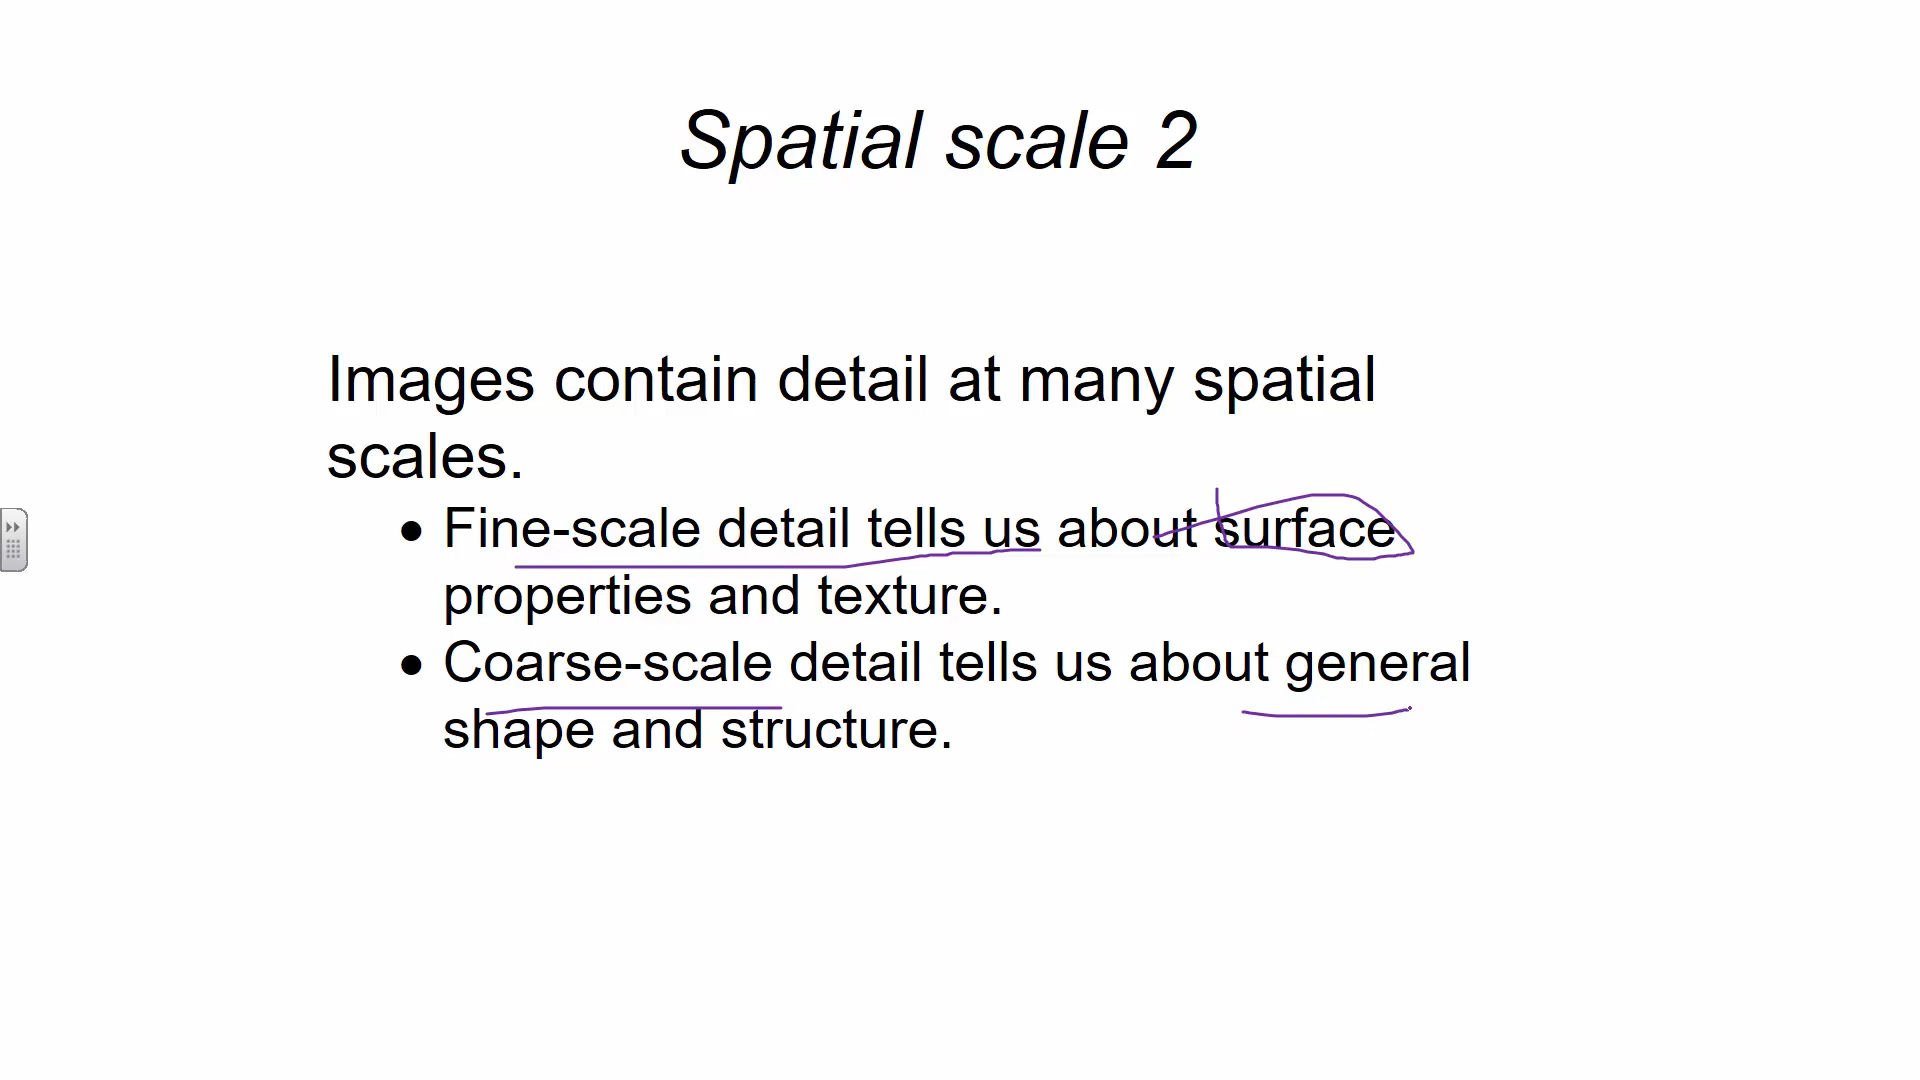 Spatial scale 2
Images contain detail at many spatial
scales.
• Fine-scale detail tells us about surface
properties and texture.
• Coarse-scale detail tells us about general
shape and structure.